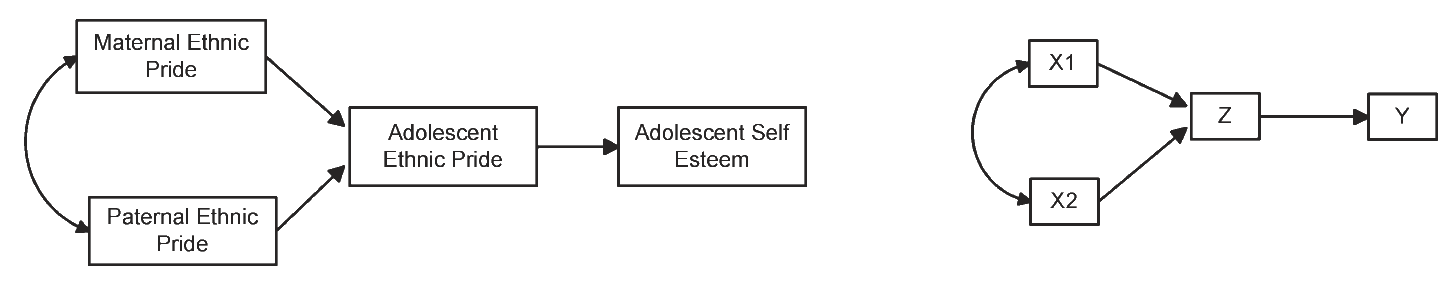 Maternal Ethnic
Pride
Adolescent
Ethnic Pride
Adolescent Self
Esteem
Paternal Ethnic
Pride
X1
Z
Y
X2